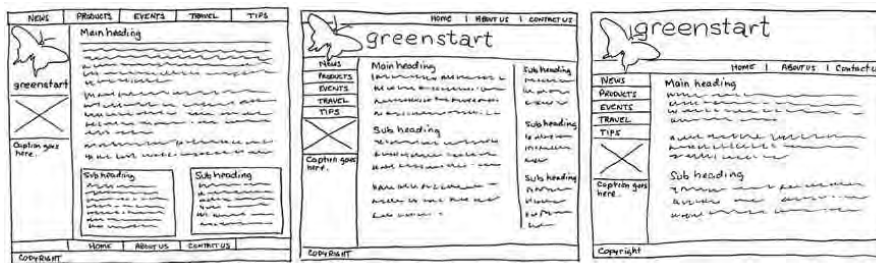 NEWS PRODUCTS EVENTS TRAVEL TIPS
Main heading
greenstart
Caption goes
here.
Sub heading Sub heading
HOME ABOUT US CONTACT US
COPYRIGHT
HOME | ABOUT US | CONTACT US
greenstart
NEWS
PRODUCTS
EVENTS
TRAVEL
TIPS
Caption goes
here.
Main heading
Sub heading
Sub heading
Sub heading
Sub heading
COPYRIGHT
greenstart
HOME | ABOUT US | Contact u
NEWS
PRODUCTS
EVENTS
TRAVEL
TIPS
Caption goes
here..
Main heading
Sub heading
Copyright